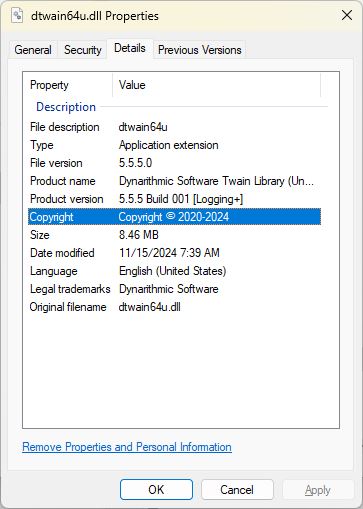 dtwain64u.dll Properties
General Security Details Previous Versions
Property Value
Description
File description dtwain64u
Type Application extension
File version 5.5.5.0
Product name Dynarithmic Software Twain Library (Un...
Product version 5.5.5 Build 001 [Logging+]
Copyright Copyright © 2020-2024
Size 8.46 MB
Date modified 11/15/2024 7:39 AM
Language English (United States)
Legal trademarks Dynarithmic Software
Original filename dtwain64u.dll
Remove Properties and Personal Information
OK Cancel Apply